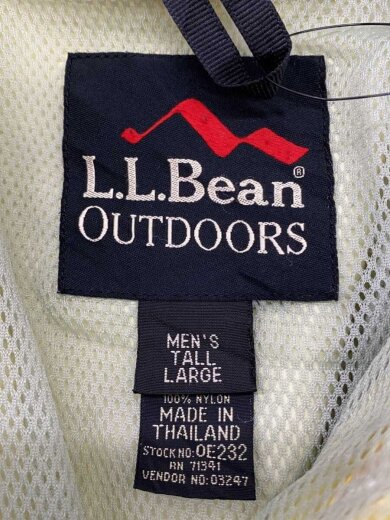 L.L.Bean®
OUTDOORS
MEN'S
TALL
LARGE
100% NYLON
MADE IN
THAILAND
STOCK NO: OE232
RN 71341
VENDOR NO: 03247